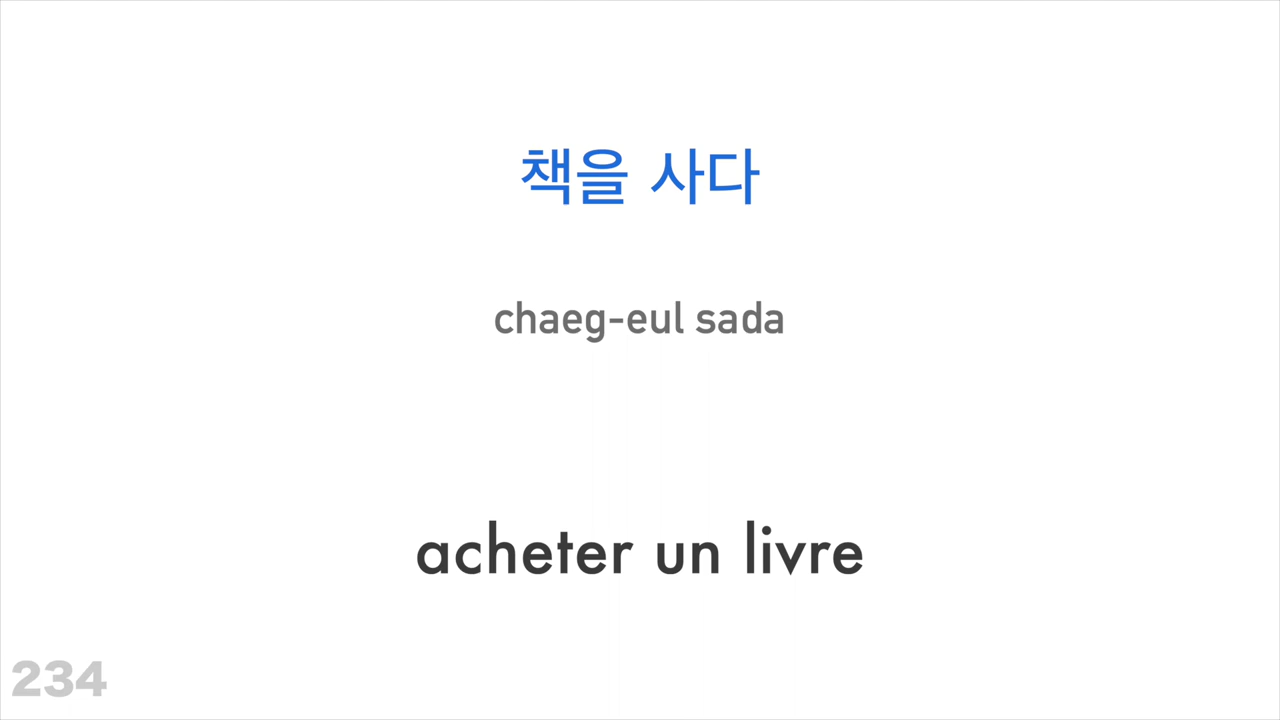 책을 사다
chaeg-eul sada
acheter un livre
234